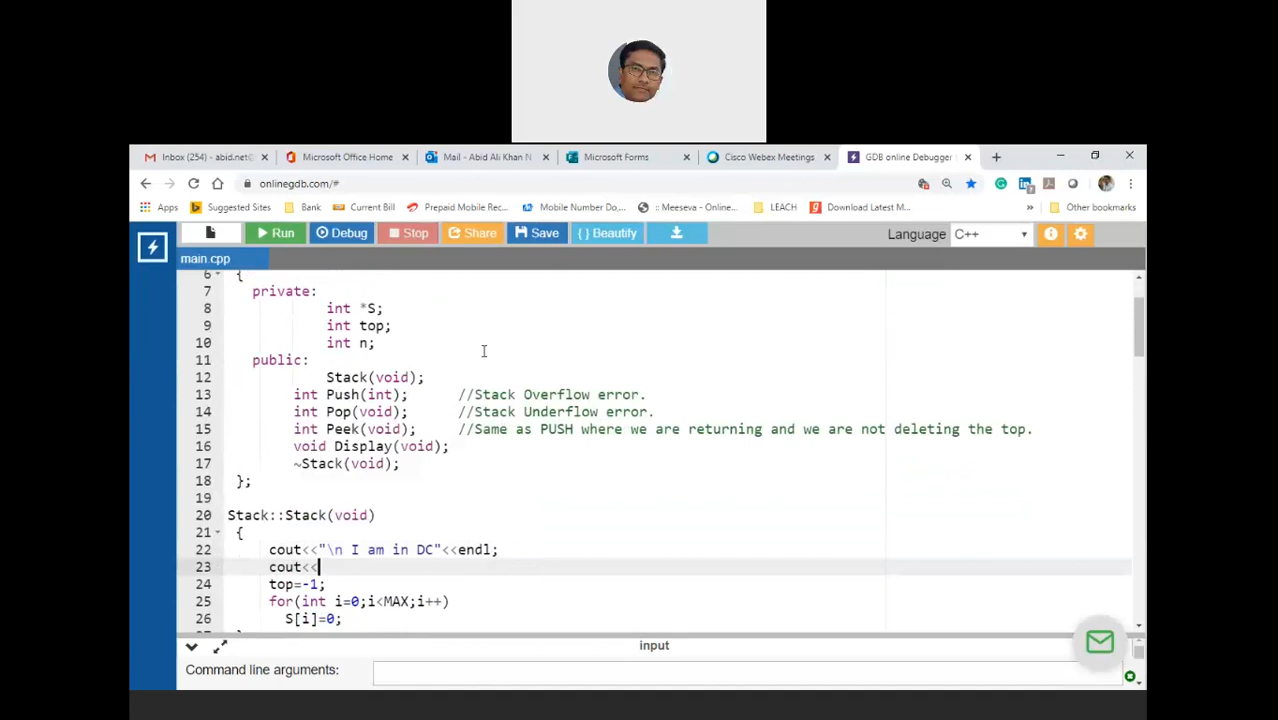 Inbox (254) - abid.net@
Microsoft Office Home
Mail - Abid Ali Khan N
Microsoft Forms
Cisco Webex Meetings
GDB online Debugger
onlinegdb.com/#
Apps
Suggested Sites
Bank
Current Bill
Prepaid Mobile Rec...
Mobile Number Do,...
:: Meeseva - Online...
LEACH
Download Latest M...
»
Other bookmarks
Run
Debug
Stop
Share
Save
{ } Beautify
Language
C++
main.cpp
6 {
7 private:
8 int *S;
9 int top;
10 int n;
11 public:
12 Stack(void);
13 int Push(int); //Stack Overflow error.
14 int Pop(void); //Stack Underflow error.
15 int Peek(void); //Same as PUSH where we are returning and we are not deleting the top.
16 void Display(void);
17 ~Stack(void);
18 };
19
20 Stack::Stack(void)
21 {
22 cout<<"\n I am in DC"<<endl;
23 cout<<
24 top=-1;
25 for(int i=0;i<MAX;i++)
26 S[i]=0;
input
Command line arguments: